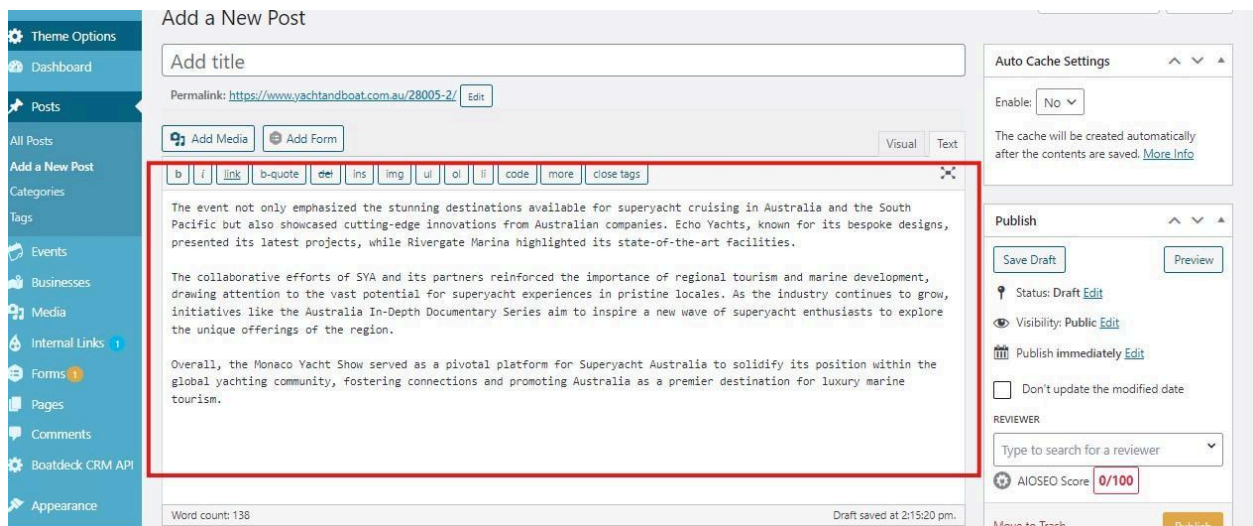 Add a New Post
Theme Options
Dashboard
Posts
All Posts
Add a New Post
Categories
Tags
Events
Businesses
Media
Internal Links 1
Forms 1
Pages
Comments
Boatdeck CRM API
Appearance
Add title
Permalink: https://www.yachtandboat.com.au/28005-2/ Edit
Add Media Add Form
Visual Text
b i link b-quote del ins img ul ol li code more close tags
The event not only emphasized the stunning destinations available for superyacht cruising in Australia and the South
Pacific but also showcased cutting-edge innovations from Australian companies. Echo Yachts, known for its bespoke designs,
presented its latest projects, while Rivergate Marina highlighted its state-of-the-art facilities.
The collaborative efforts of SYA and its partners reinforced the importance of regional tourism and marine development,
drawing attention to the vast potential for superyacht experiences in pristine locales. As the industry continues to grow,
initiatives like the Australia In-Depth Documentary Series aim to inspire a new wave of superyacht enthusiasts to explore
the unique offerings of the region.
Overall, the Monaco Yacht Show served as a pivotal platform for Superyacht Australia to solidify its position within the
global yachting community, fostering connections and promoting Australia as a premier destination for luxury marine
tourism.
Word count: 138
Draft saved at 2:15:20 pm.
Auto Cache Settings
Enable: No
The cache will be created automatically
after the contents are saved. More Info
Publish
Save Draft Preview
Status: Draft Edit
Visibility: Public Edit
Publish immediately Edit
Don't update the modified date
REVIEWER
Type to search for a reviewer
AIOSEO Score 0/100
Move to Trash
Publish